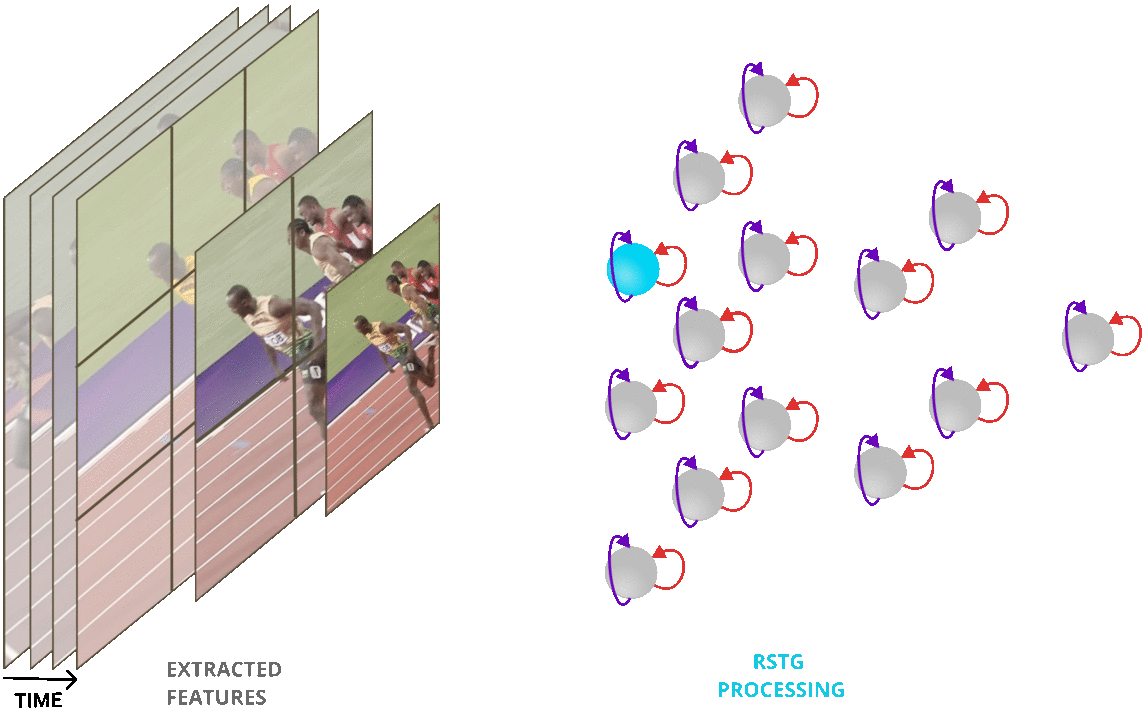 EXTRACTED
FEATURES
TIME
RSTG
PROCESSING